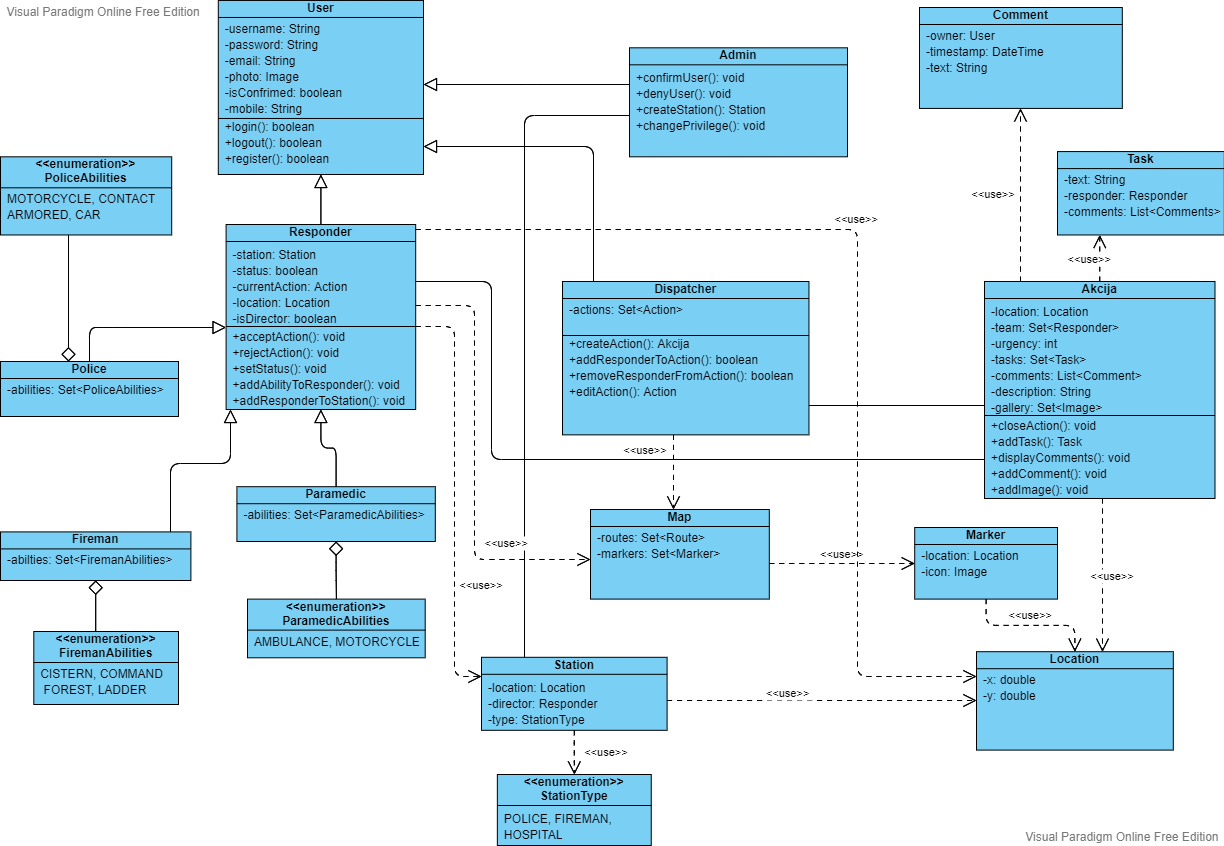 Visual Paradigm Online Free Edition
User
-username: String
-password: String
-email: String
-photo: Image
-isConfrimed: boolean
-mobile: String
+login(): boolean
+logout(): boolean
+register(): boolean
Admin
+confirmUser(): void
+denyUser(): void
+createStation(): Station
+changePrivilege(): void
Comment
-owner: User
-timestamp: DateTime
-text: String
<<enumeration>>
PoliceAbilities
MOTORCYCLE, CONTACT
ARMORED, CAR
Task
-text: String
-responder: Responder
-comments: List<Comments>
<<use>>
<<use>>
<<use>>
Responder
-station: Station
-status: boolean
-currentAction: Action
-location: Location
-isDirector: boolean
+acceptAction(): void
+rejectAction(): void
+setStatus(): void
+addAbilityToResponder(): void
+addResponderToStation(): void
Dispatcher
-actions: Set<Action>
+createAction(): Akcija
+addResponderToAction(): boolean
+removeResponderFromAction(): boolean
+editAction(): Action
Akcija
-location: Location
-team: Set<Responder>
-urgency: int
-tasks: Set<Task>
-comments: List<Comment>
-description: String
-gallery: Set<Image>
+closeAction(): void
+addTask(): Task
+displayComments(): void
+addComment(): void
+addImage(): void
Police
-abilities: Set<PoliceAbilities>
<<use>>
Paramedic
-abilities: Set<ParamedicAbilities>
Fireman
-abilties: Set<FiremanAbilities>
Map
-routes: Set<Route>
-markers: Set<Marker>
Marker
-location: Location
-icon: Image
<<use>>
<<use>>
<<use>>
<<use>>
<<use>>
<<enumeration>>
ParamedicAbilities
AMBULANCE, MOTORCYCLE
<<enumeration>>
FiremanAbilities
CISTERN, COMMAND
FOREST, LADDER
Station
-location: Location
-director: Responder
-type: StationType
<<use>>
Location
-x: double
-y: double
<<use>>
<<enumeration>>
StationType
POLICE, FIREMAN,
HOSPITAL
Visual Paradigm Online Free Edition